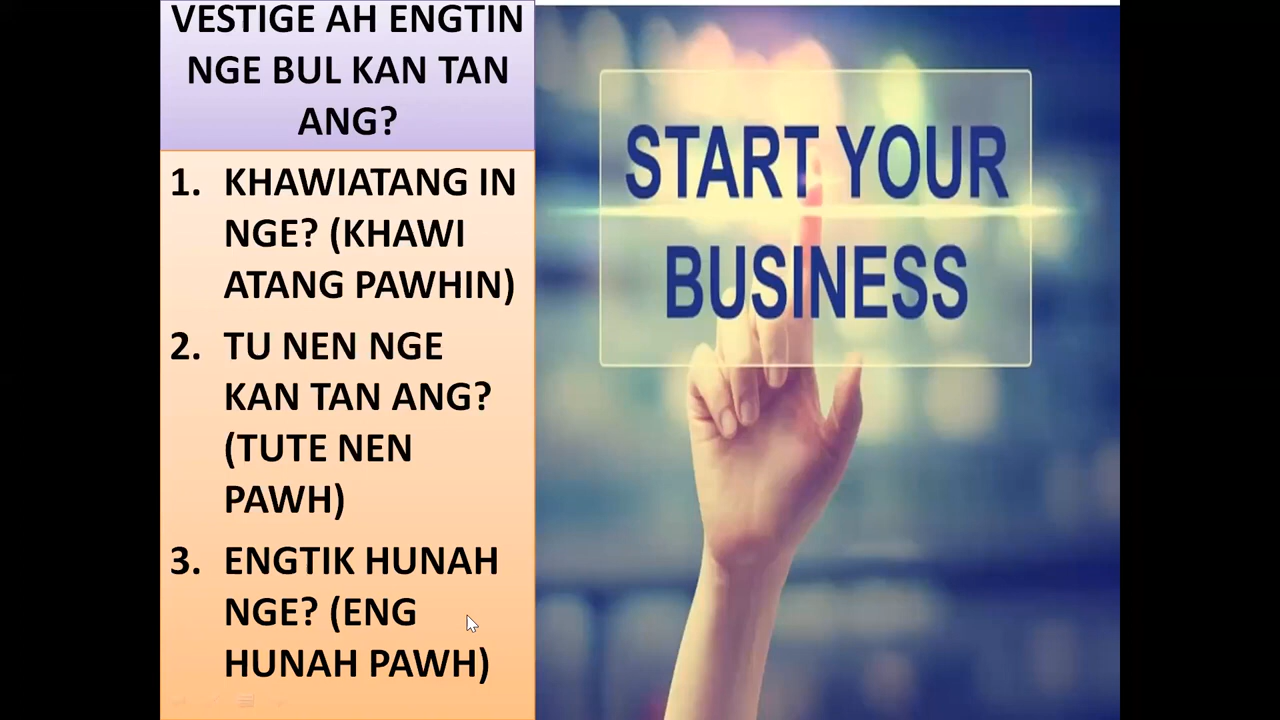 VESTIGE AH ENGTIN
NGE BUL KAN TAN
ANG?
1. KHAWIATANG IN
NGE? (KHAWI
ATANG PAWHIN)
2. TU NEN NGE
KAN TAN ANG?
(TUTE NEN
PAWH)
3. ENGTIK HUNAH
NGE? (ENG
HUNAH PAWH)
START YOUR
BUSINESS